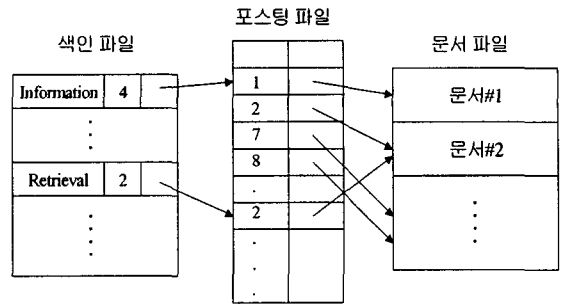 색인 파일
포스팅 파일
문서 파일
Information 4
Retrieval 2
1
2
7
8
2
문서#1
문서#2